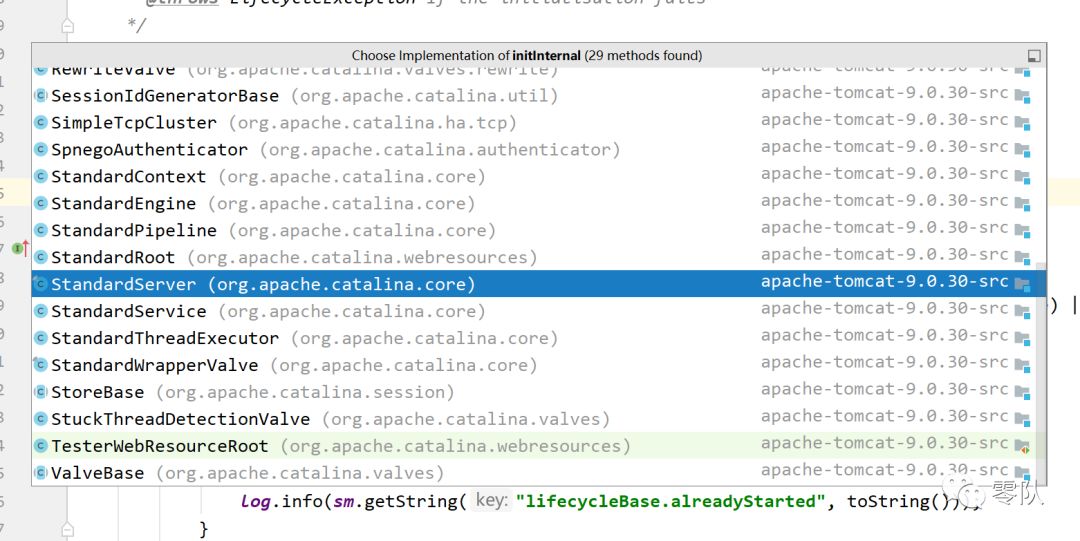 @throws LifecycleException if the initialisation fails
*/
Choose Implementation of initInternal (29 methods found)
RewriteValve (org.apache.catalina.valves.rewrite) apache-tomcat-9.0.30-src
SessionIdGeneratorBase (org.apache.catalina.util) apache-tomcat-9.0.30-src
SimpleTcpCluster (org.apache.catalina.ha.tcp) apache-tomcat-9.0.30-src
SpnegoAuthenticator (org.apache.catalina.authenticator) apache-tomcat-9.0.30-src
StandardContext (org.apache.catalina.core) apache-tomcat-9.0.30-src
StandardEngine (org.apache.catalina.core) apache-tomcat-9.0.30-src
StandardPipeline (org.apache.catalina.core) apache-tomcat-9.0.30-src
StandardRoot (org.apache.catalina.webresources) apache-tomcat-9.0.30-src
StandardServer (org.apache.catalina.core) apache-tomcat-9.0.30-src
StandardService (org.apache.catalina.core) apache-tomcat-9.0.30-src
) |
StandardThreadExecutor (org.apache.catalina.core) apache-tomcat-9.0.30-src
StandardWrapperValve (org.apache.catalina.core) apache-tomcat-9.0.30-src
StoreBase (org.apache.catalina.session) apache-tomcat-9.0.30-src
StuckThreadDetectionValve (org.apache.catalina.valves) apache-tomcat-9.0.30-src
TesterWebResourceRoot (org.apache.catalina.webresources) apache-tomcat-9.0.30-src
ValveBase (org.apache.catalina.valves) apache-tomcat-9.0.30-src
log.info(sm.getString( key: "lifecycleBase.alreadyStarted", toString()));
零队
}